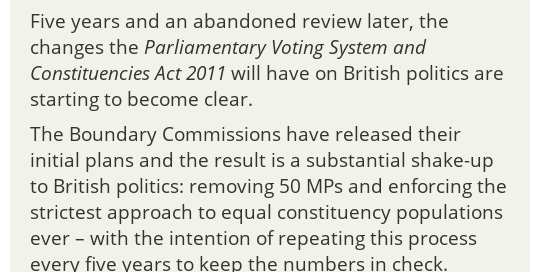 Five years and an abandoned review later, the
changes the Parliamentary Voting System and
Constituencies Act 2011 will have on British politics are
starting to become clear.
The Boundary Commissions have released their
initial plans and the result is a substantial shake-up
to British politics: removing 50 MPs and enforcing the
strictest approach to equal constituency populations
ever – with the intention of repeating this process
every five years to keep the numbers in check.